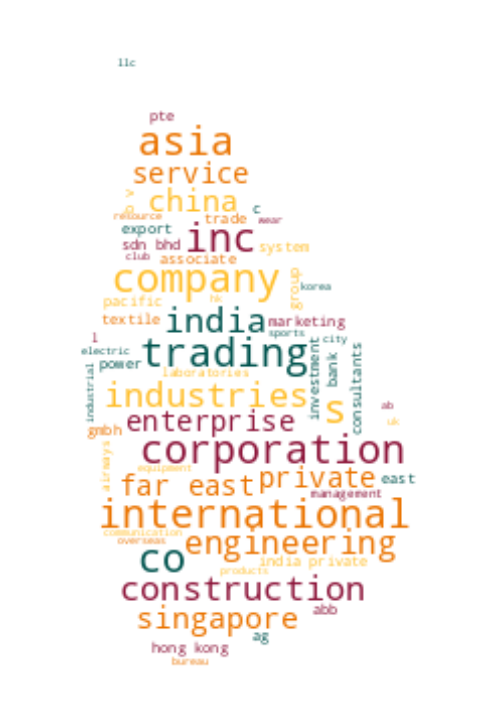 llc
pte
asia
service
v
o
china
c
resource
trade
wear
export
inc
sdn bhd
system
club
associate
company
group
korea
pacific
hk
textile
india
marketing
l
sports
city
electric
trading
power
laboratories
investment
bank
consultants
industrial
industries
s
ab
enterprise
uk
gmbh
corporation
airways
equipment
far east
private
east
management
international
communication
overseas
engineering
co
india private
products
construction
abb
singapore
ag
hong kong
bureau